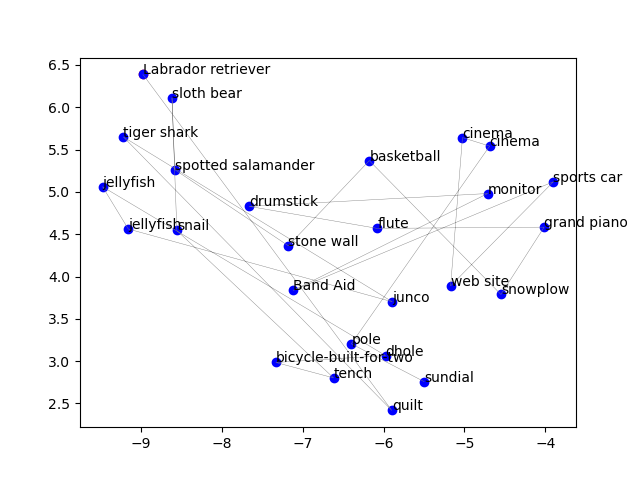 6.5
6.0
5.5
5.0
4.5
4.0
3.5
3.0
2.5
Labrador retriever
sloth bear
tiger shark
cinema
cinema
basketball
spotted salamander
jellyfish
sports car
monitor
drumstick
jellyfish
snail
flute
grand piano
stone wall
Band Aid
web site
snowplow
junco
pole
dhole
bicycle-built-for-two
tench
sundial
quilt
−9
−8
−7
−6
−5
−4